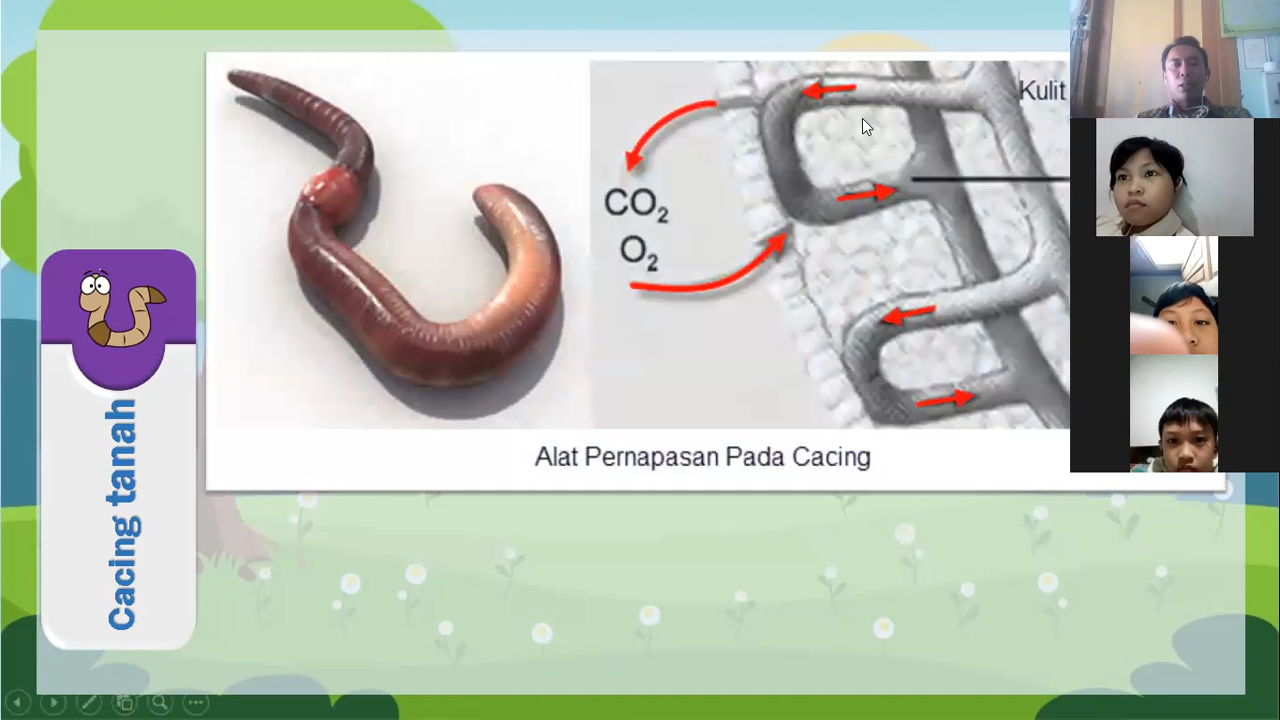 Kulit
CO₂
O₂
Alat Pernapasan Pada Cacing
Cacing tanah